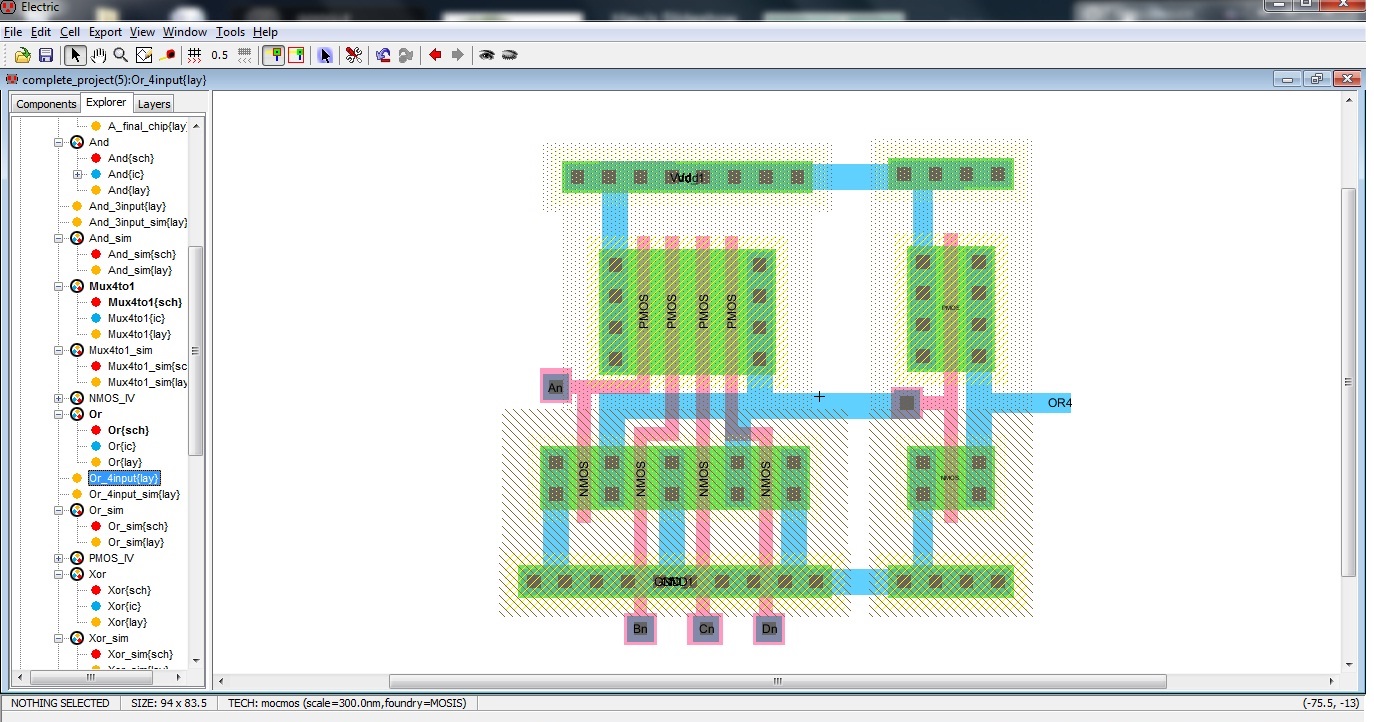 Electric
File Edit Cell Export View Window Tools Help
0.5
complete_project(5):Or_4input{lay}
Components Explorer Layers
A_final_chip{lay
And
And{sch}
And{ic}
And{lay}
And_3input{lay}
And_3input_sim{lay}
And_sim
And_sim{sch}
And_sim{lay}
Mux4to1
Mux4to1{sch}
Mux4to1{ic}
Mux4to1{lay}
Mux4to1_sim
Mux4to1_sim{sc
Mux4to1_sim{lay
NMOS_IV
Or
Or{sch}
Or{ic}
Or{lay}
Or_4input{lay}
Or_4input_sim{lay}
Or_sim
Or_sim{sch}
Or_sim{lay}
PMOS_IV
Xor
Xor{sch}
Xor{ic}
Xor{lay}
Xor_sim
Xor_sim{sch}
PMOS PMOS PMOS PMOS PMOS
An
OR4
NMOS NMOS NMOS NMOS NMOS
Bn Cn Dn
NOTHING SELECTED SIZE: 94 x 83.5 TECH: mocmos (scale=300.0nm,foundry=MOSIS) (-75.5, -13)